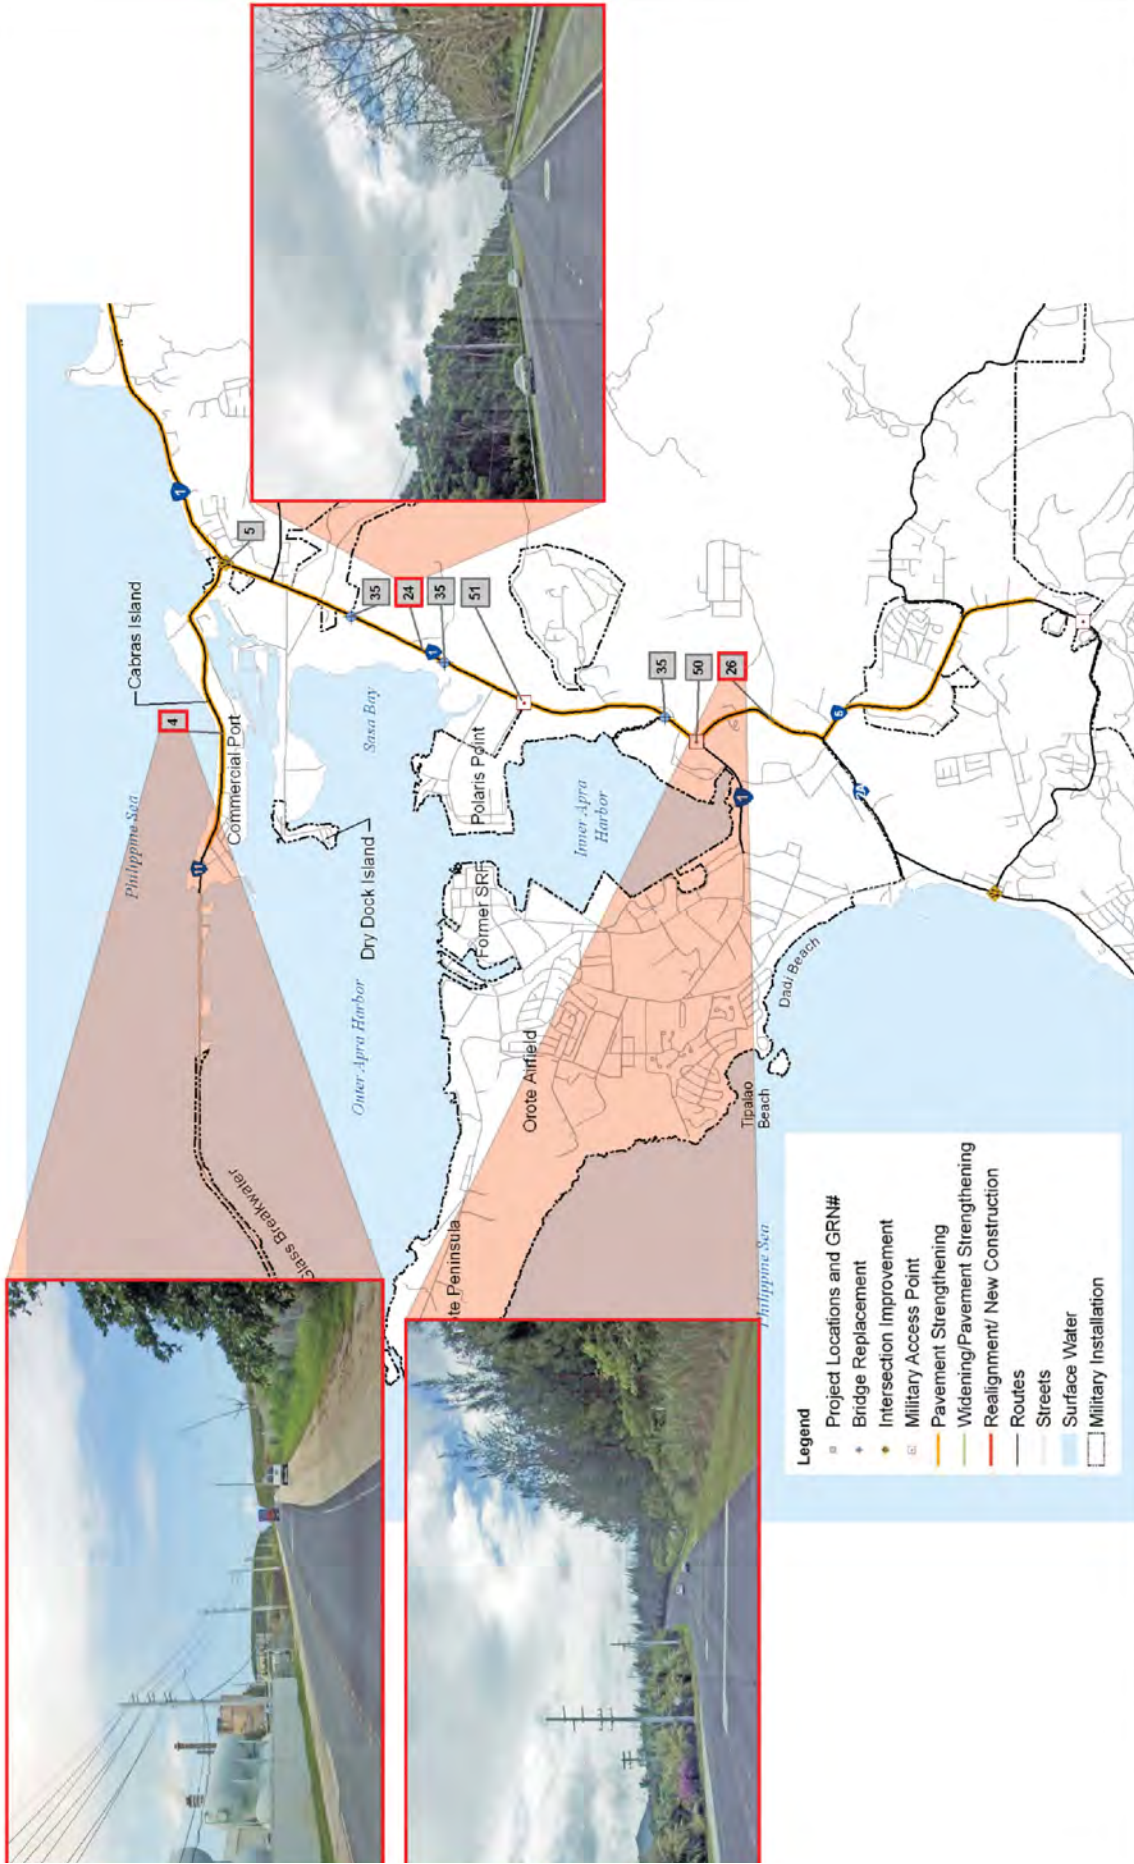 Cabras Island
Philippine Sea
4
Commercial Port
11
1
5
Sasa Bay
35
24
1
35
51
Dry Dock Island
Outer Apra Harbor
Glass Breakwater
Polaris Point
Former SRF
Inner Apra
Harbor
35
50
26
1
5
2A
Orote Airfield
Dadi Beach
Tipalao
Beach
Philippine Sea
Legend
Project Locations and GRN#
Bridge Replacement
Intersection Improvement
Military Access Point
Pavement Strengthening
Widening/Pavement Strengthening
Realignment/ New Construction
Routes
Streets
Surface Water
Military Installation
te Peninsula